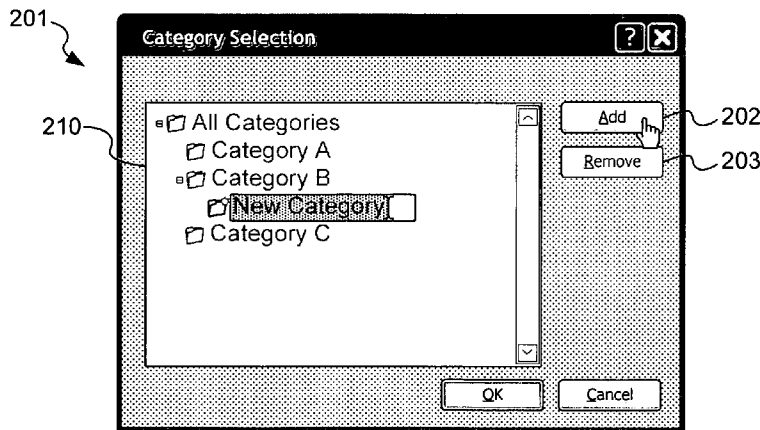 201
Category Selection
?
All Categories
Add
202
210
Category A
Remove
203
Category B
New Category
Category C
OK
Cancel